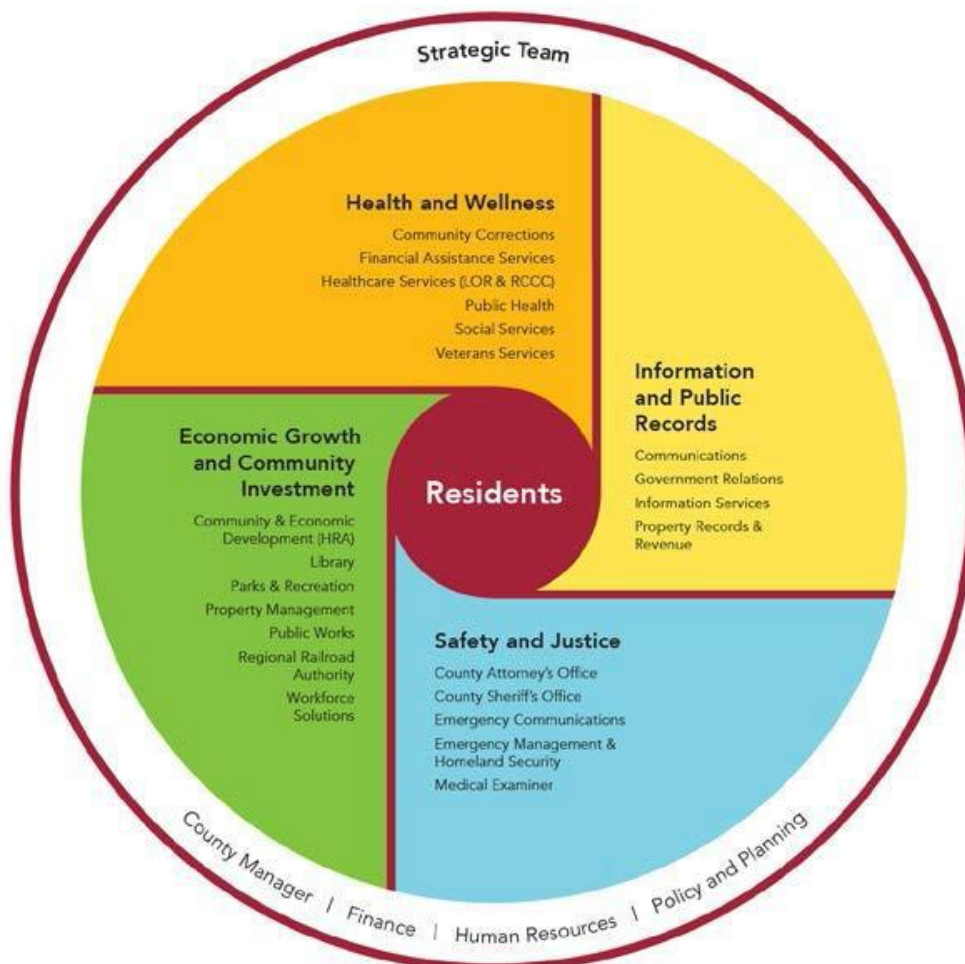 Strategic Team
Health and Wellness
Community Corrections
Financial Assistance Services
Healthcare Services (LOR & RCCC)
Public Health
Social Services
Veterans Services
Information
and Public
Records
Communications
Government Relations
Information Services
Property Records &
Revenue
Economic Growth
and Community
Investment
Community & Economic
Development (HRA)
Library
Parks & Recreation
Property Management
Public Works
Regional Railroad
Authority
Workforce
Solutions
Residents
Safety and Justice
County Attorney's Office
County Sheriff's Office
Emergency Communications
Emergency Management &
Homeland Security
Medical Examiner
County Manager | Finance | Human Resources | Policy and Planning